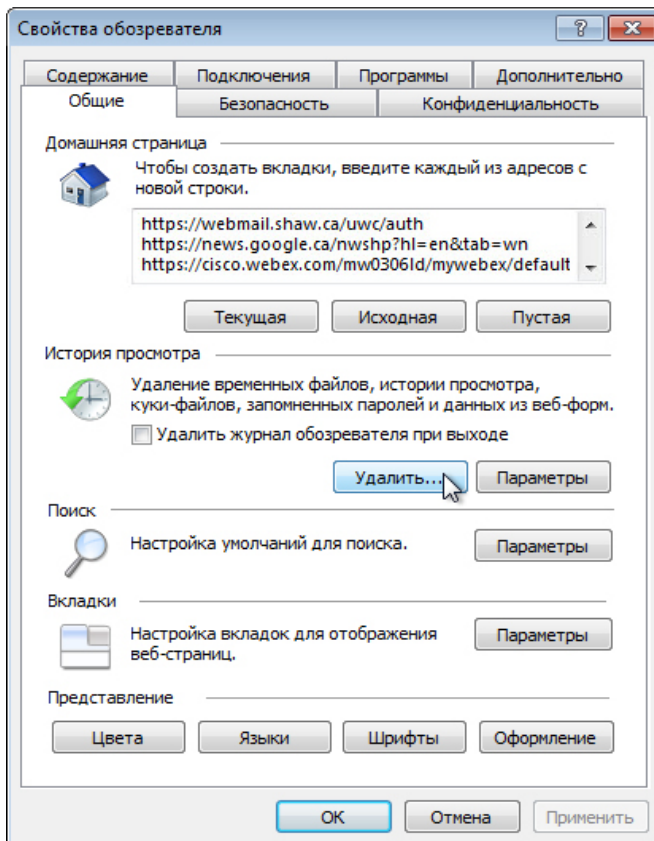 Свойства обозревателя
Содержание Подключения Программы Дополнительно
Общие Безопасность Конфиденциальность
Домашняя страница
Чтобы создать вкладки, введите каждый из адресов с
новой строки.
https://webmail.shaw.ca/uwc/auth
https://news.google.ca/nwshp?hl=en&tab=wn
https://cisco.webex.com/mw0306ld/mywebex/default
Текущая Исходная Пустая
История просмотра
Удаление временных файлов, истории просмотра,
куки-файлов, запомненных паролей и данных из веб-форм.
Удалить журнал обозревателя при выходе
Удалить... Параметры
Поиск
Настройка умолчаний для поиска. Параметры
Вкладки
Настройка вкладок для отображения
веб-страниц. Параметры
Представление
Цвета Языки Шрифты Оформление
ОК Отмена Применить